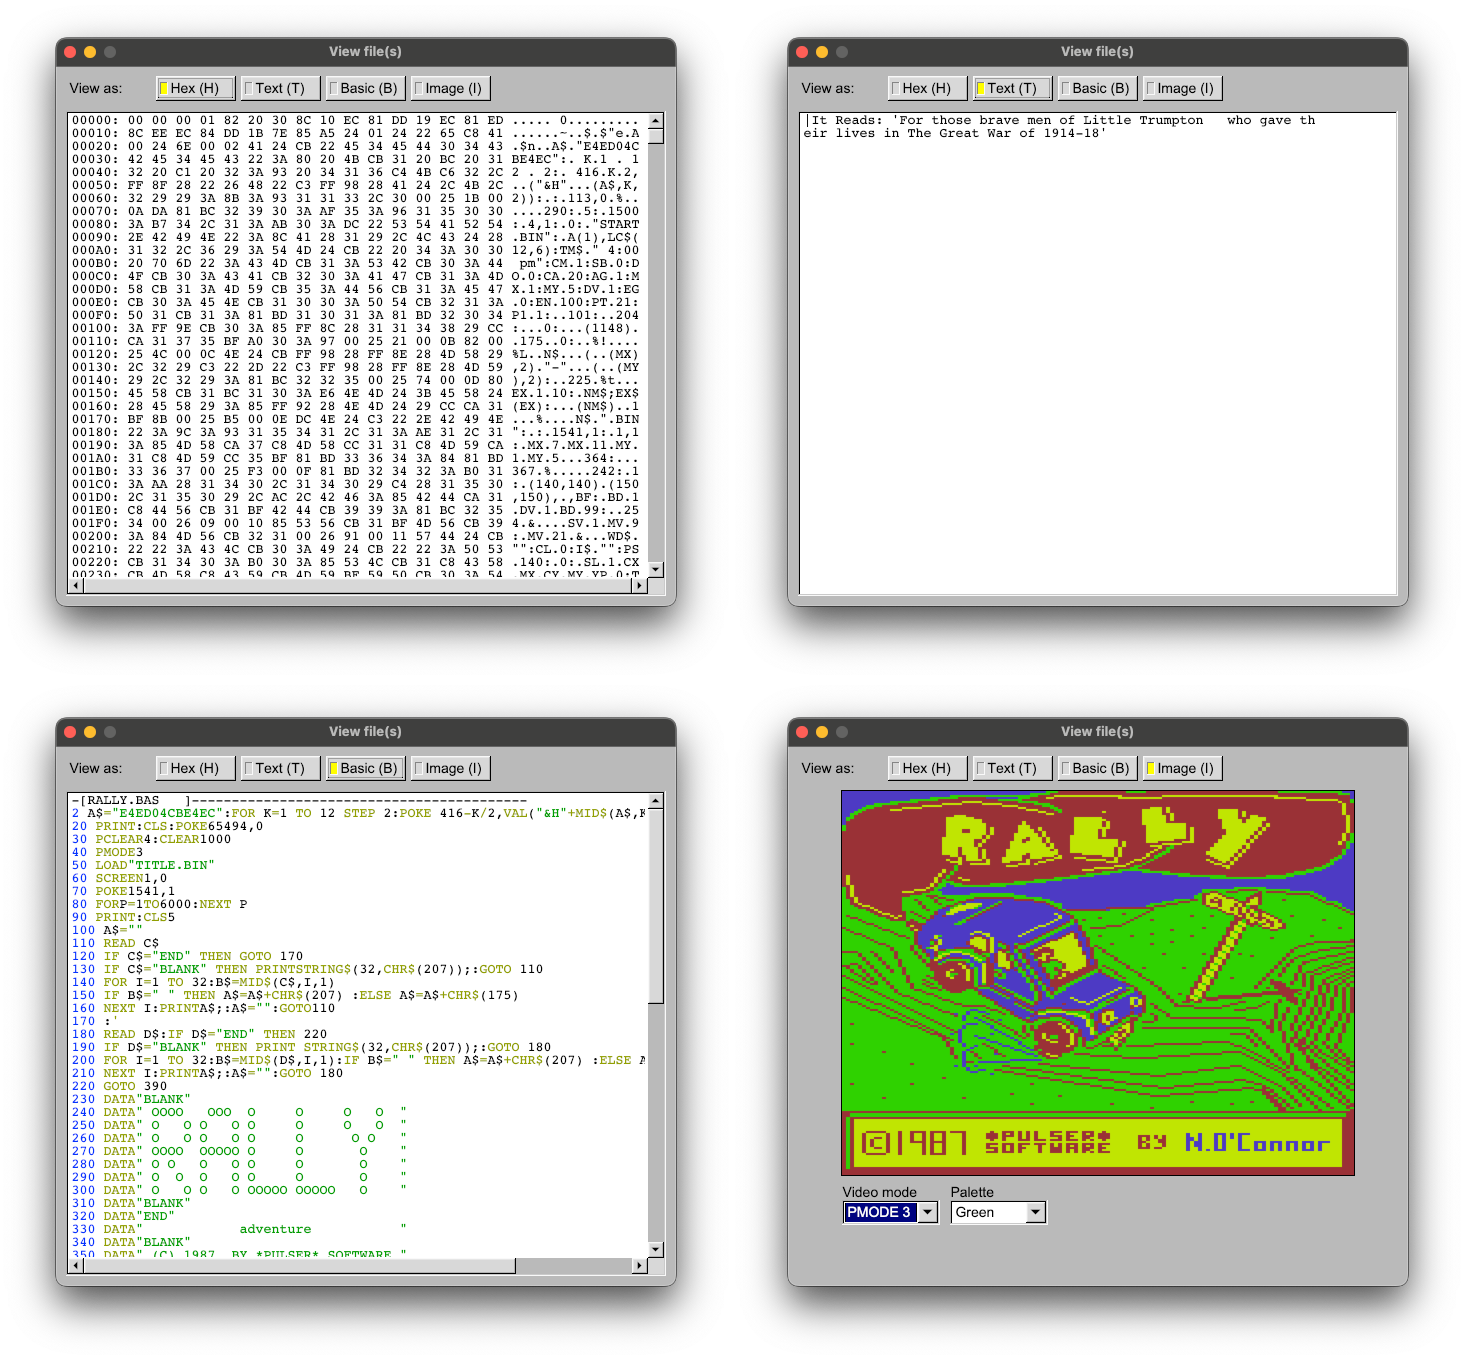 View file(s)
View as: Hex (H) Text (T) Basic (B) Image (I)
00000: 00 00 00 01 82 20 30 8C 10 EC 81 DD 19 EC 81 ED ..... 0.........
00010: 8C EE EC 84 DD 1B 7E 85 A5 24 01 24 22 65 C8 41 ......~..$.$"e.A
00020: 00 24 6E 00 02 41 24 CB 22 45 34 45 44 30 34 43 .$n..A$."E4ED04C
00030: 42 45 34 45 43 22 3A 80 20 4B CB 31 20 BC 20 31 BE4EC":. K.1 . 1
00040: 32 20 C1 20 32 3A 93 20 34 31 36 C4 4B C6 32 2C 2 . 2:. 416.K.2,
00050: FF 8F 28 22 26 48 22 C3 FF 98 28 41 24 2C 4B 2C ..("&H"...(A$,K,
00060: 32 29 29 3A 8B 3A 93 31 31 33 2C 30 00 25 1B 00 2)):.:.113,0.%..
00070: 0A DA 81 BC 32 39 30 3A AF 35 3A 96 31 35 30 30 ....290:.5:.1500
00080: 3A B7 34 2C 31 3A AB 30 3A DC 22 53 54 41 52 54 :.4,1:.0:."START
00090: 2E 42 49 4E 22 3A 8C 41 28 31 29 2C 4C 43 24 28 .BIN":.A(1),LC$(
000A0: 31 32 2C 36 29 3A 54 4D 24 CB 22 20 34 3A 30 30 12,6):TM$." 4:00
000B0: 20 70 6D 22 3A 43 4D CB 31 3A 53 42 CB 30 3A 44  pm":CM.1:SB.0:D
000C0: 4F CB 30 3A 43 41 CB 32 30 3A 41 47 CB 31 3A 4D O.0:CA.20:AG.1:M
000D0: 58 CB 31 3A 4D 59 CB 35 3A 44 56 CB 31 3A 45 47 X.1:MY.5:DV.1:EG
000E0: CB 30 3A 45 4E CB 31 30 30 3A 50 54 CB 32 31 3A .0:EN.100:PT.21:
000F0: 50 31 CB 31 3A 81 BD 31 30 31 3A 81 BD 32 30 34 P1.1:..101:..204
00100: 3A FF 9E CB 30 3A 85 FF 8C 28 31 31 34 38 29 CC :...0:...(1148).
00110: CA 31 37 35 BF A0 30 3A 97 00 25 21 00 0B 82 00 .175..0:..%!....
00120: 25 4C 00 0C 4E 24 CB FF 98 28 FF 8E 28 4D 58 29 %L..N$...(..(MX)
00130: 2C 32 29 C3 22 2D 22 C3 FF 98 28 FF 8E 28 4D 59 ,2)."-"...(..(MY
00140: 29 2C 32 29 3A 81 BC 32 32 35 00 25 74 00 0D 80 ),2):..225.%t...
00150: 45 58 CB 31 BC 31 30 3A E6 4E 4D 24 3B 45 58 24 EX.1.10:.NM$;EX$
00160: 28 45 58 29 3A 85 FF 92 28 4E 4D 24 29 CC CA 31 (EX):...(NM$)..1
00170: BF 8B 00 25 B5 00 0E DC 4E 24 C3 22 2E 42 49 4E ...%....N$.".BIN
00180: 22 3A 9C 3A 93 31 35 34 31 2C 31 3A AE 31 2C 31 ":.:.1541,1:.1,1
00190: 3A 85 4D 58 CA 37 C8 4D 58 CC 31 31 C8 4D 59 CA :.MX.7.MX.11.MY.
001A0: 31 C8 4D 59 CC 35 BF 81 BD 33 36 34 3A 84 81 BD 1.MY.5...364:...
001B0: 33 36 37 00 25 F3 00 0F 81 BD 32 34 32 3A B0 31 367.%.....242:.1
001C0: 3A AA 28 31 34 30 2C 31 34 30 29 C4 28 31 35 30 :.(140,140).(150
001D0: 2C 31 35 30 29 2C AC 2C 42 46 3A 85 42 44 CA 31 ,150),.,BF:.BD.1
001E0: C8 44 56 CB 31 BF 42 44 CB 39 39 3A 81 BC 32 35 .DV.1.BD.99:..25
001F0: 34 00 26 09 00 10 85 53 56 CB 31 BF 4D 56 CB 39 4.&....SV.1.MV.9
00200: 3A 84 4D 56 CB 32 31 00 26 91 00 11 57 44 24 CB :.MV.21.&...WD$.
00210: 22 22 3A 43 4C CB 30 3A 49 24 CB 22 22 3A 50 53 "":CL.0:I$."":PS
00220: CB 31 34 30 3A B0 30 3A 85 53 4C CB 31 C8 43 58 .140:.0:.SL.1.CX
00230: CB 4D 58 C8 43 59 CB 4D 59 BF 59 50 CB 30 3A 54 .MX.CY.MY.YP.0:T
View file(s)
View as: Hex (H) Text (T) Basic (B) Image (I)
It Reads: 'For those brave men of Little Trumpton   who gave th
eir lives in The Great War of 1914-18'
View file(s)
View as: Hex (H) Text (T) Basic (B) Image (I)
-[RALLY.BAS   ]------------------------------------------
2 A$="E4ED04CBE4EC":FOR K=1 TO 12 STEP 2:POKE 416-K/2,VAL("&H"+MID$(A$,K
20 PRINT:CLS:POKE65494,0
30 PCLEAR4:CLEAR1000
40 PMODE3
50 LOAD"TITLE.BIN"
60 SCREEN1,0
70 POKE1541,1
80 FORP=1TO6000:NEXT P
90 PRINT:CLS5
100 A$=""
110 READ C$
120 IF C$="END" THEN GOTO 170
130 IF C$="BLANK" THEN PRINTSTRING$(32,CHR$(207));:GOTO 110
140 FOR I=1 TO 32:B$=MID$(C$,I,1)
150 IF B$=" " THEN A$=A$+CHR$(207) :ELSE A$=A$+CHR$(175)
160 NEXT I:PRINTA$;:A$="":GOTO110
170 :'
180 READ D$:IF D$="END" THEN 220
190 IF D$="BLANK" THEN PRINT STRING$(32,CHR$(207));:GOTO 180
200 FOR I=1 TO 32:B$=MID$(D$,I,1):IF B$=" " THEN A$=A$+CHR$(207) :ELSE A
210 NEXT I:PRINTA$;:A$="":GOTO 180
220 GOTO 390
230 DATA"BLANK"
240 DATA" OOOO   OOO  O     O     O   O  "
250 DATA" O   O O   O O     O     O   O  "
260 DATA" O   O O   O O     O      O O   "
270 DATA" OOOO  OOOOO O     O       O    "
280 DATA" O O   O   O O     O       O    "
290 DATA" O  O  O   O O     O       O    "
300 DATA" O   O O   O OOOOO OOOOO   O    "
310 DATA"BLANK"
320 DATA"END"
330 DATA"            adventure           "
340 DATA"BLANK"
350 DATA" (C) 1987  BY *PULSER* SOFTWARE "
View file(s)
View as: Hex (H) Text (T) Basic (B) Image (I)
RALLY
©1987 *PULSER* SOFTWARE BY N.O'Connor
Video mode Palette
PMODE 3 Green